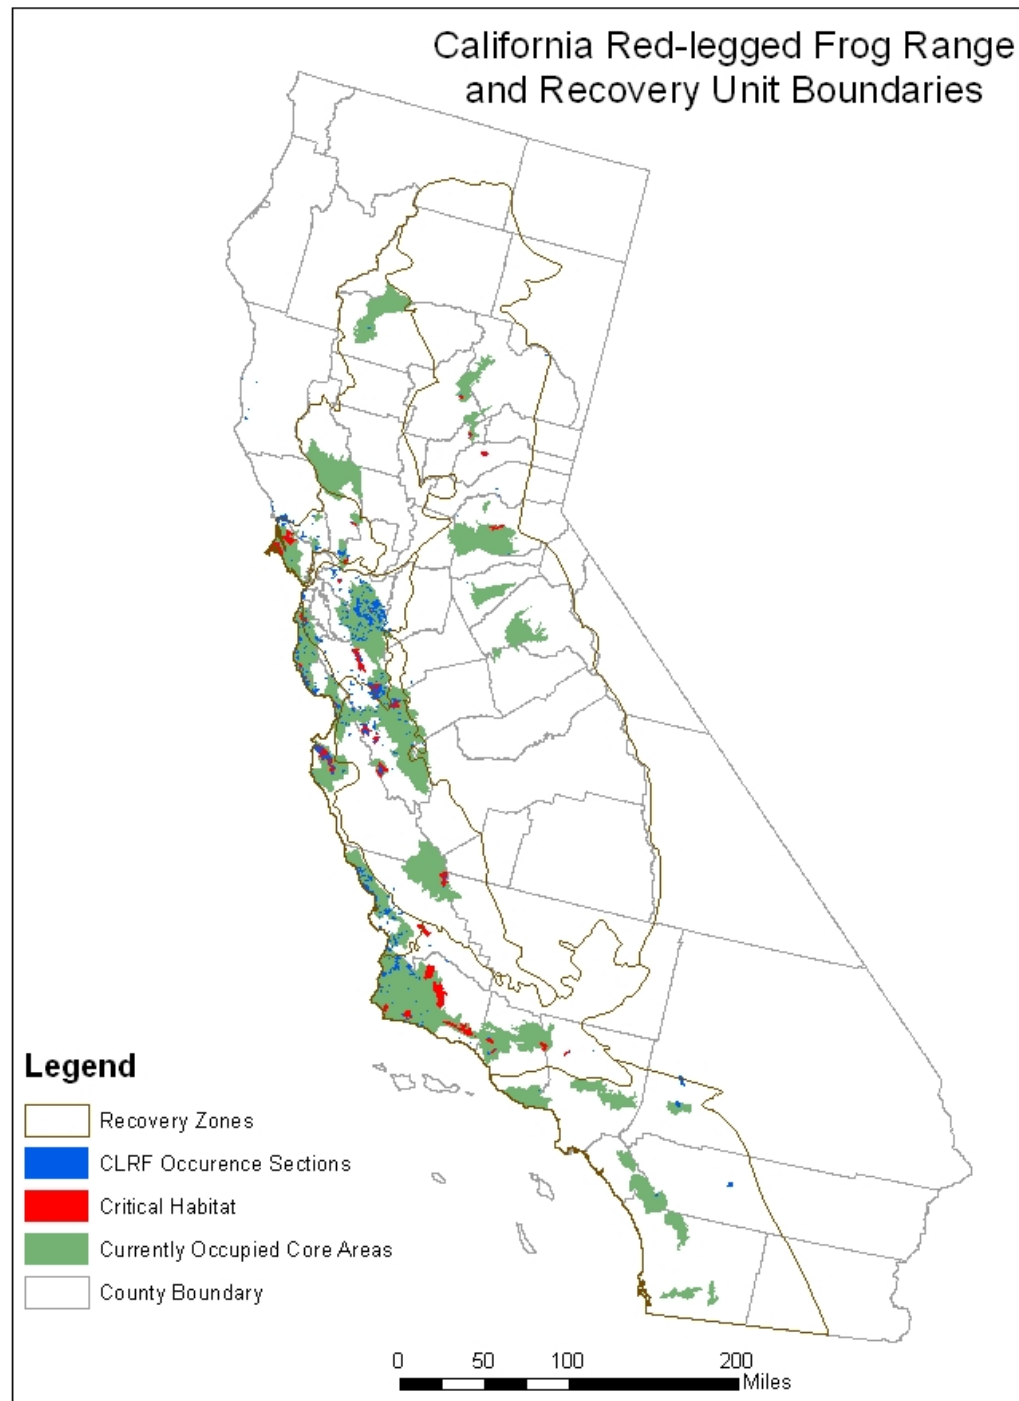 California Red-legged Frog Range
and Recovery Unit Boundaries
Legend
Recovery Zones
CLRF Occurence Sections
Critical Habitat
Currently Occupied Core Areas
County Boundary
0 50 100 200
Miles